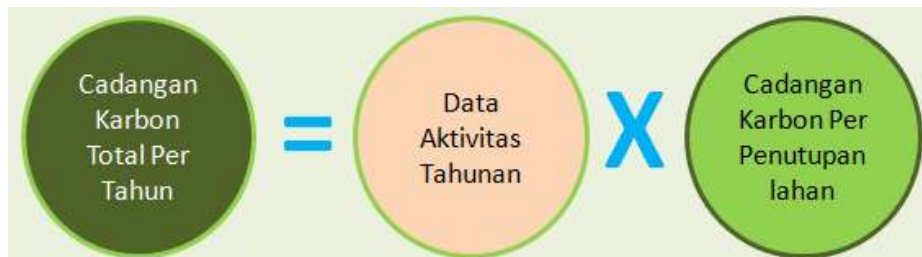 Cadangan
Karbon
Total Per
Tahun
=
Data
Aktivitas
Tahunan
X
Cadangan
Karbon Per
Penutupan
lahan